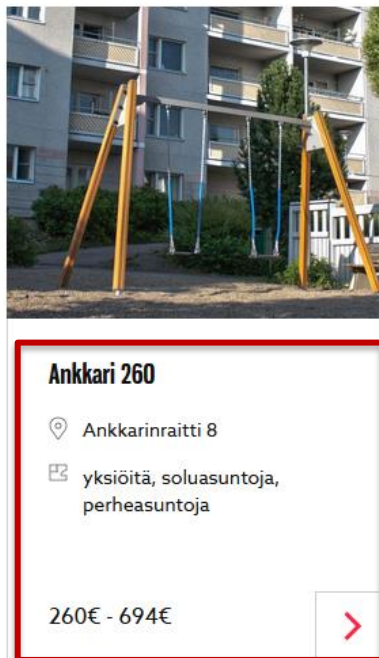 Ankkari 260
Ankkarinraitti 8
yksiöitä, soluasuntoja,
perheasuntoja
260€ - 694€